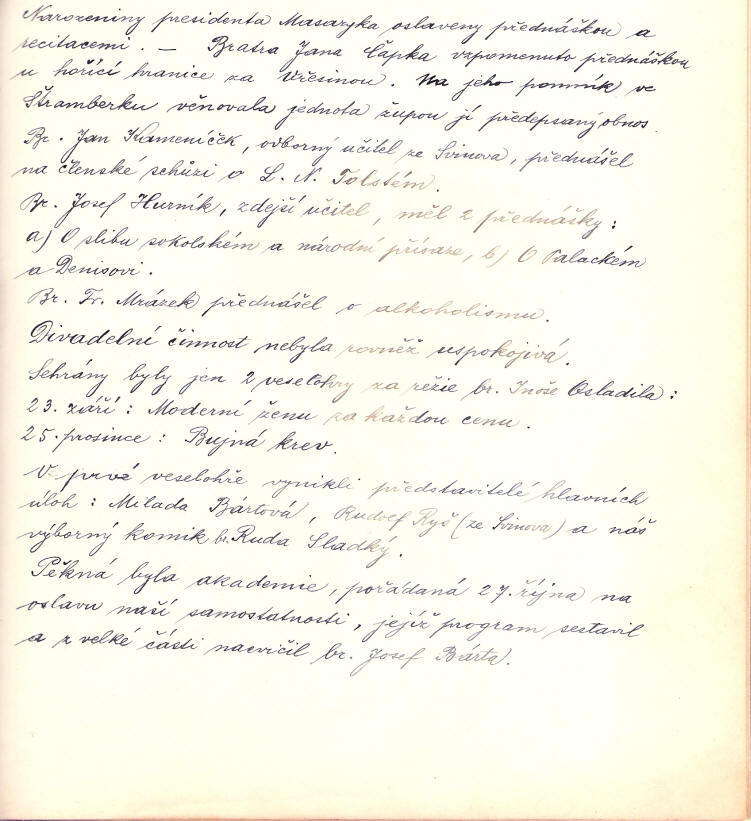 Narozeniny presidenta Masaryka oslaveny přednáškou a
recitacemi. — Bratra Jana Čapka vzpomenuto přednáškou
u hořící hranice za Vřesinou. Na jeho pomník ve
Štramberku věnovala jednota župou jí předepsaný obnos.
Br. Jan Kameníček, odborný učitel ze Svinova, přednášel
na členské schůzi o L. N. Tolstém.
Br. Josef Hurník, zdejší učitel, měl 2 přednášky:
a) O slibu sokolském a národní přísaze, b) O Palackém
a Denisovi.
Br. Fr. Mrázek přednášel o alkoholismu.
Divadelní činnost nebyla rovněž uspokojivá.
Sehrány byly jen 2 veselohry za režie br. Inoše Osladila:
23. září: Moderní ženu za každou cenu.
25. prosince: Bujná krev.
V prvé veselohře vynikli představitelé hlavních
úloh: Milada Bártová, Rudolf Ryš (ze Svinova) a náš
výborný komik br. Ruda Sladký.
Pěkná byla akademie, pořádaná 27. října na
oslavu naší samostatnosti, jejíž program sestavil
a z velké části nacvičil br. Josef Bárta.